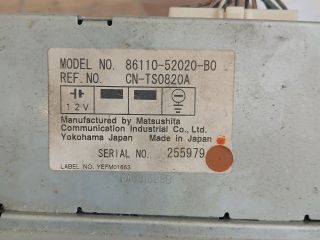 MODEL NO. 86110-52020-B0
REF. NO. CN-TS0820A
12V
Manufactured by Matsushita
Communication Industrial Co., Ltd.
Yokohama Japan Made in Japan
SERIAL NO. 255979
LABEL NO. YEFM01663